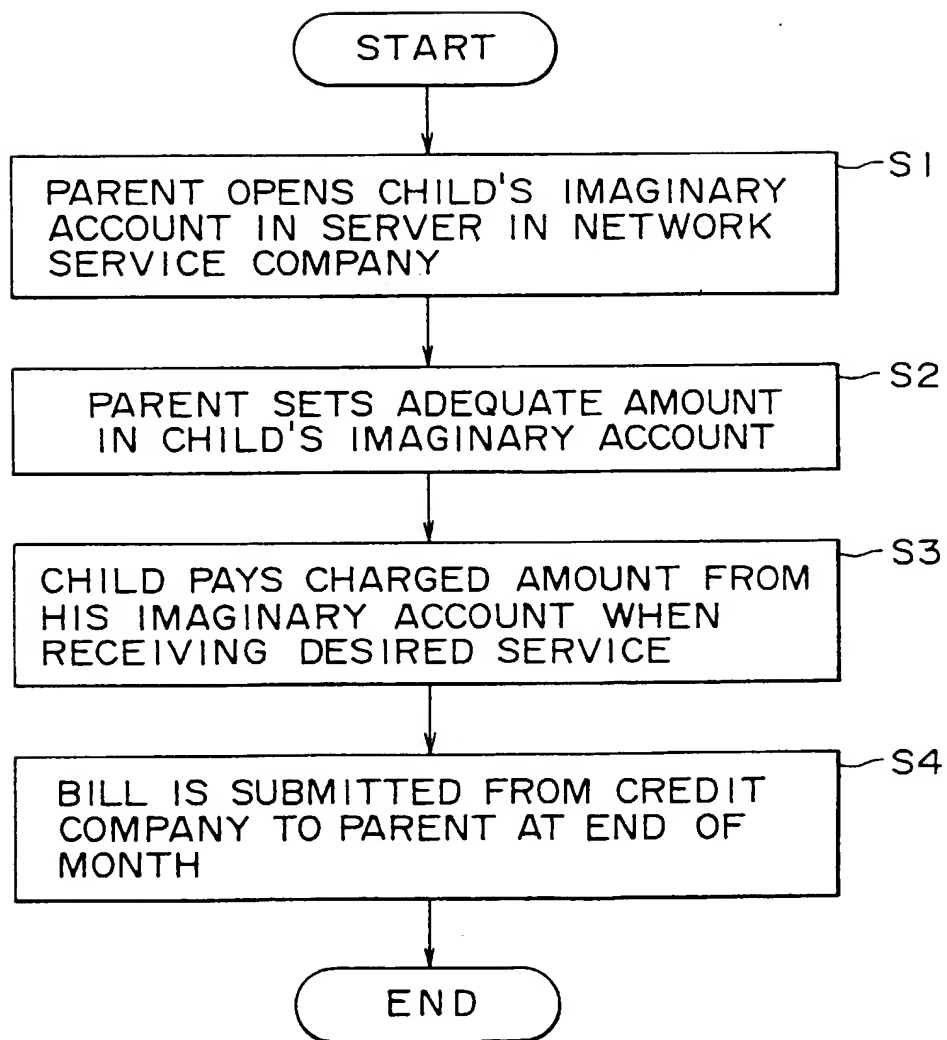 START
S1
PARENT OPENS CHILD'S IMAGINARY
ACCOUNT IN SERVER IN NETWORK
SERVICE COMPANY
S2
PARENT SETS ADEQUATE AMOUNT
IN CHILD'S IMAGINARY ACCOUNT
S3
CHILD PAYS CHARGED AMOUNT FROM
HIS IMAGINARY ACCOUNT WHEN
RECEIVING DESIRED SERVICE
S4
BILL IS SUBMITTED FROM CREDIT
COMPANY TO PARENT AT END OF
MONTH
END